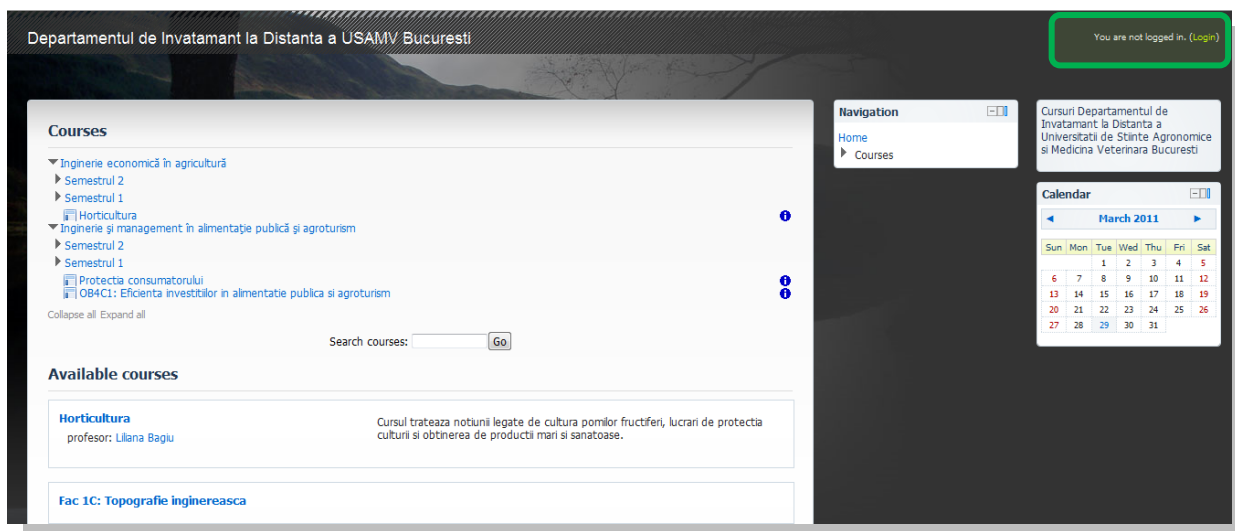 Departamentul de Invatamant la Distanta a USAMV Bucuresti
You are not logged in. (Login)
Courses
Inginerie economică în agricultură
Semestrul 2
Semestrul 1
Horticultura
Inginerie şi management în alimentaţie publică şi agroturism
Semestrul 2
Semestrul 1
Protectia consumatorului
OB4C1: Eficienta investitiilor in alimentatie publica si agroturism
Collapse all Expand all
Search courses: Go
Available courses
Horticultura
profesor: Liliana Bagiu
Cursul trateaza notiunii legate de cultura pomilor fructiferi, lucrari de protectia
culturii si obtinerea de productii mari si sanatoase.
Fac 1C: Topografie inginereasca
Navigation
Home
Courses
Cursuri Departamentul de
Invatamant la Distanta a
Universitatii de Stiinte Agronomice
si Medicina Veterinara Bucuresti
Calendar
◄ March 2011 ►
Sun Mon Tue Wed Thu Fri Sat
1 2 3 4 5
6 7 8 9 10 11 12
13 14 15 16 17 18 19
20 21 22 23 24 25 26
27 28 29 30 31